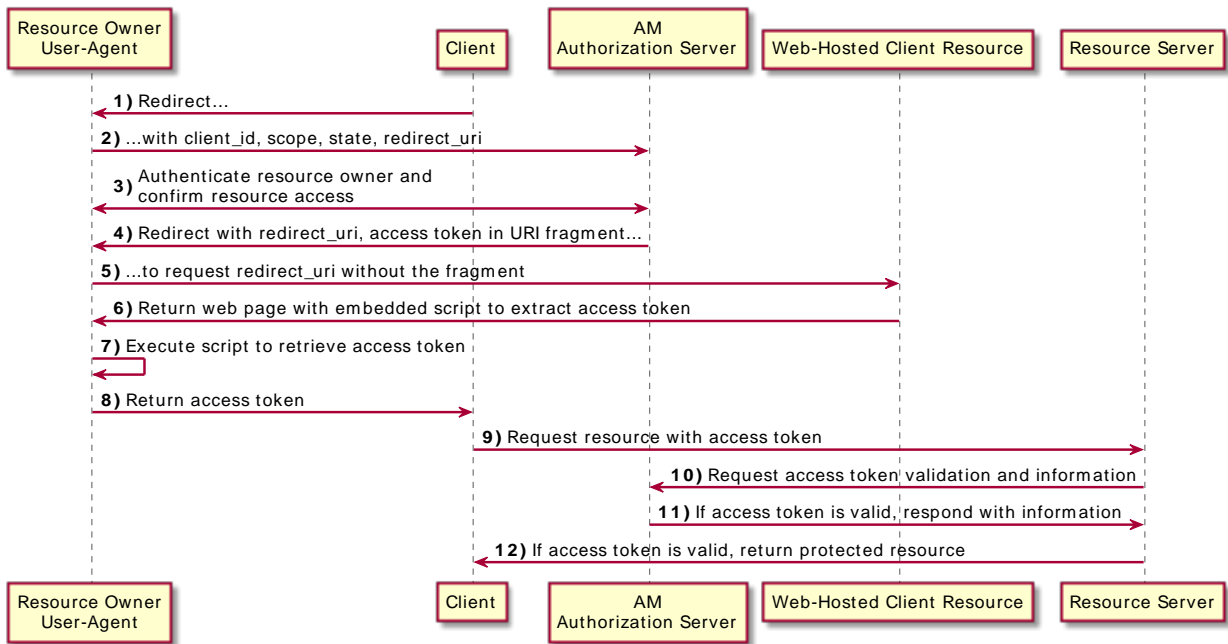 Resource Owner
User-Agent
Client
AM
Authorization Server
Web-Hosted Client Resource
Resource Server
1) Redirect...
2) ...with client_id, scope, state, redirect_uri
3) Authenticate resource owner and
confirm resource access
4) Redirect with redirect_uri, access token in URI fragment...
5) ...to request redirect_uri without the fragment
6) Return web page with embedded script to extract access token
7) Execute script to retrieve access token
8) Return access token
9) Request resource with access token
10) Request access token validation and information
11) If access token is valid, respond with information
12) If access token is valid, return protected resource
Resource Owner
User-Agent
Client
AM
Authorization Server
Web-Hosted Client Resource
Resource Server